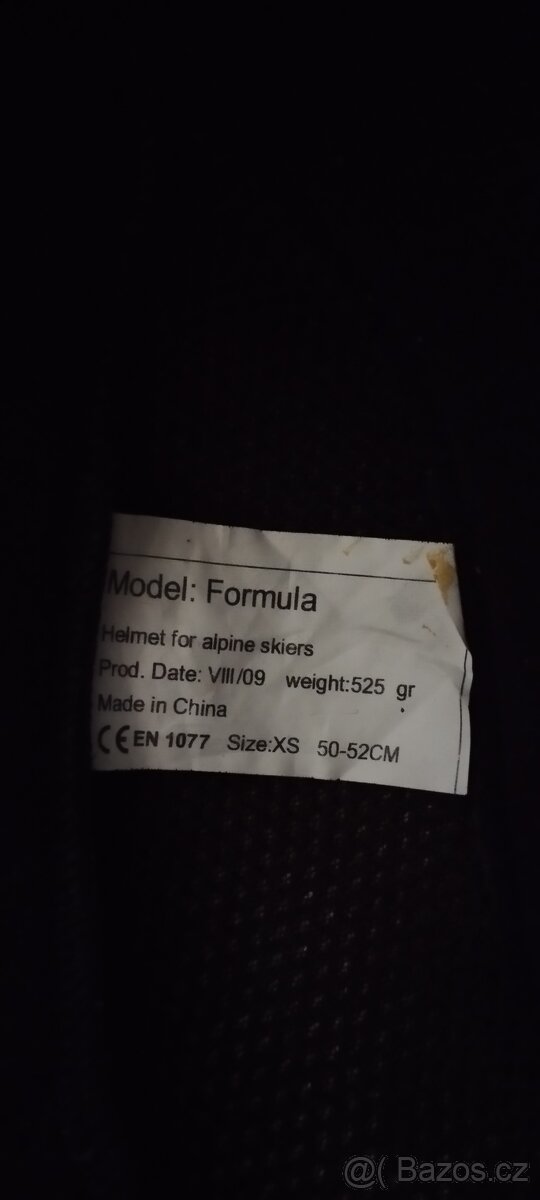 Model: Formula
Helmet for alpine skiers
Prod. Date: VIII/09 weight:525 gr
Made in China
CE EN 1077 Size:XS 50-52CM
@( Bazos.cz